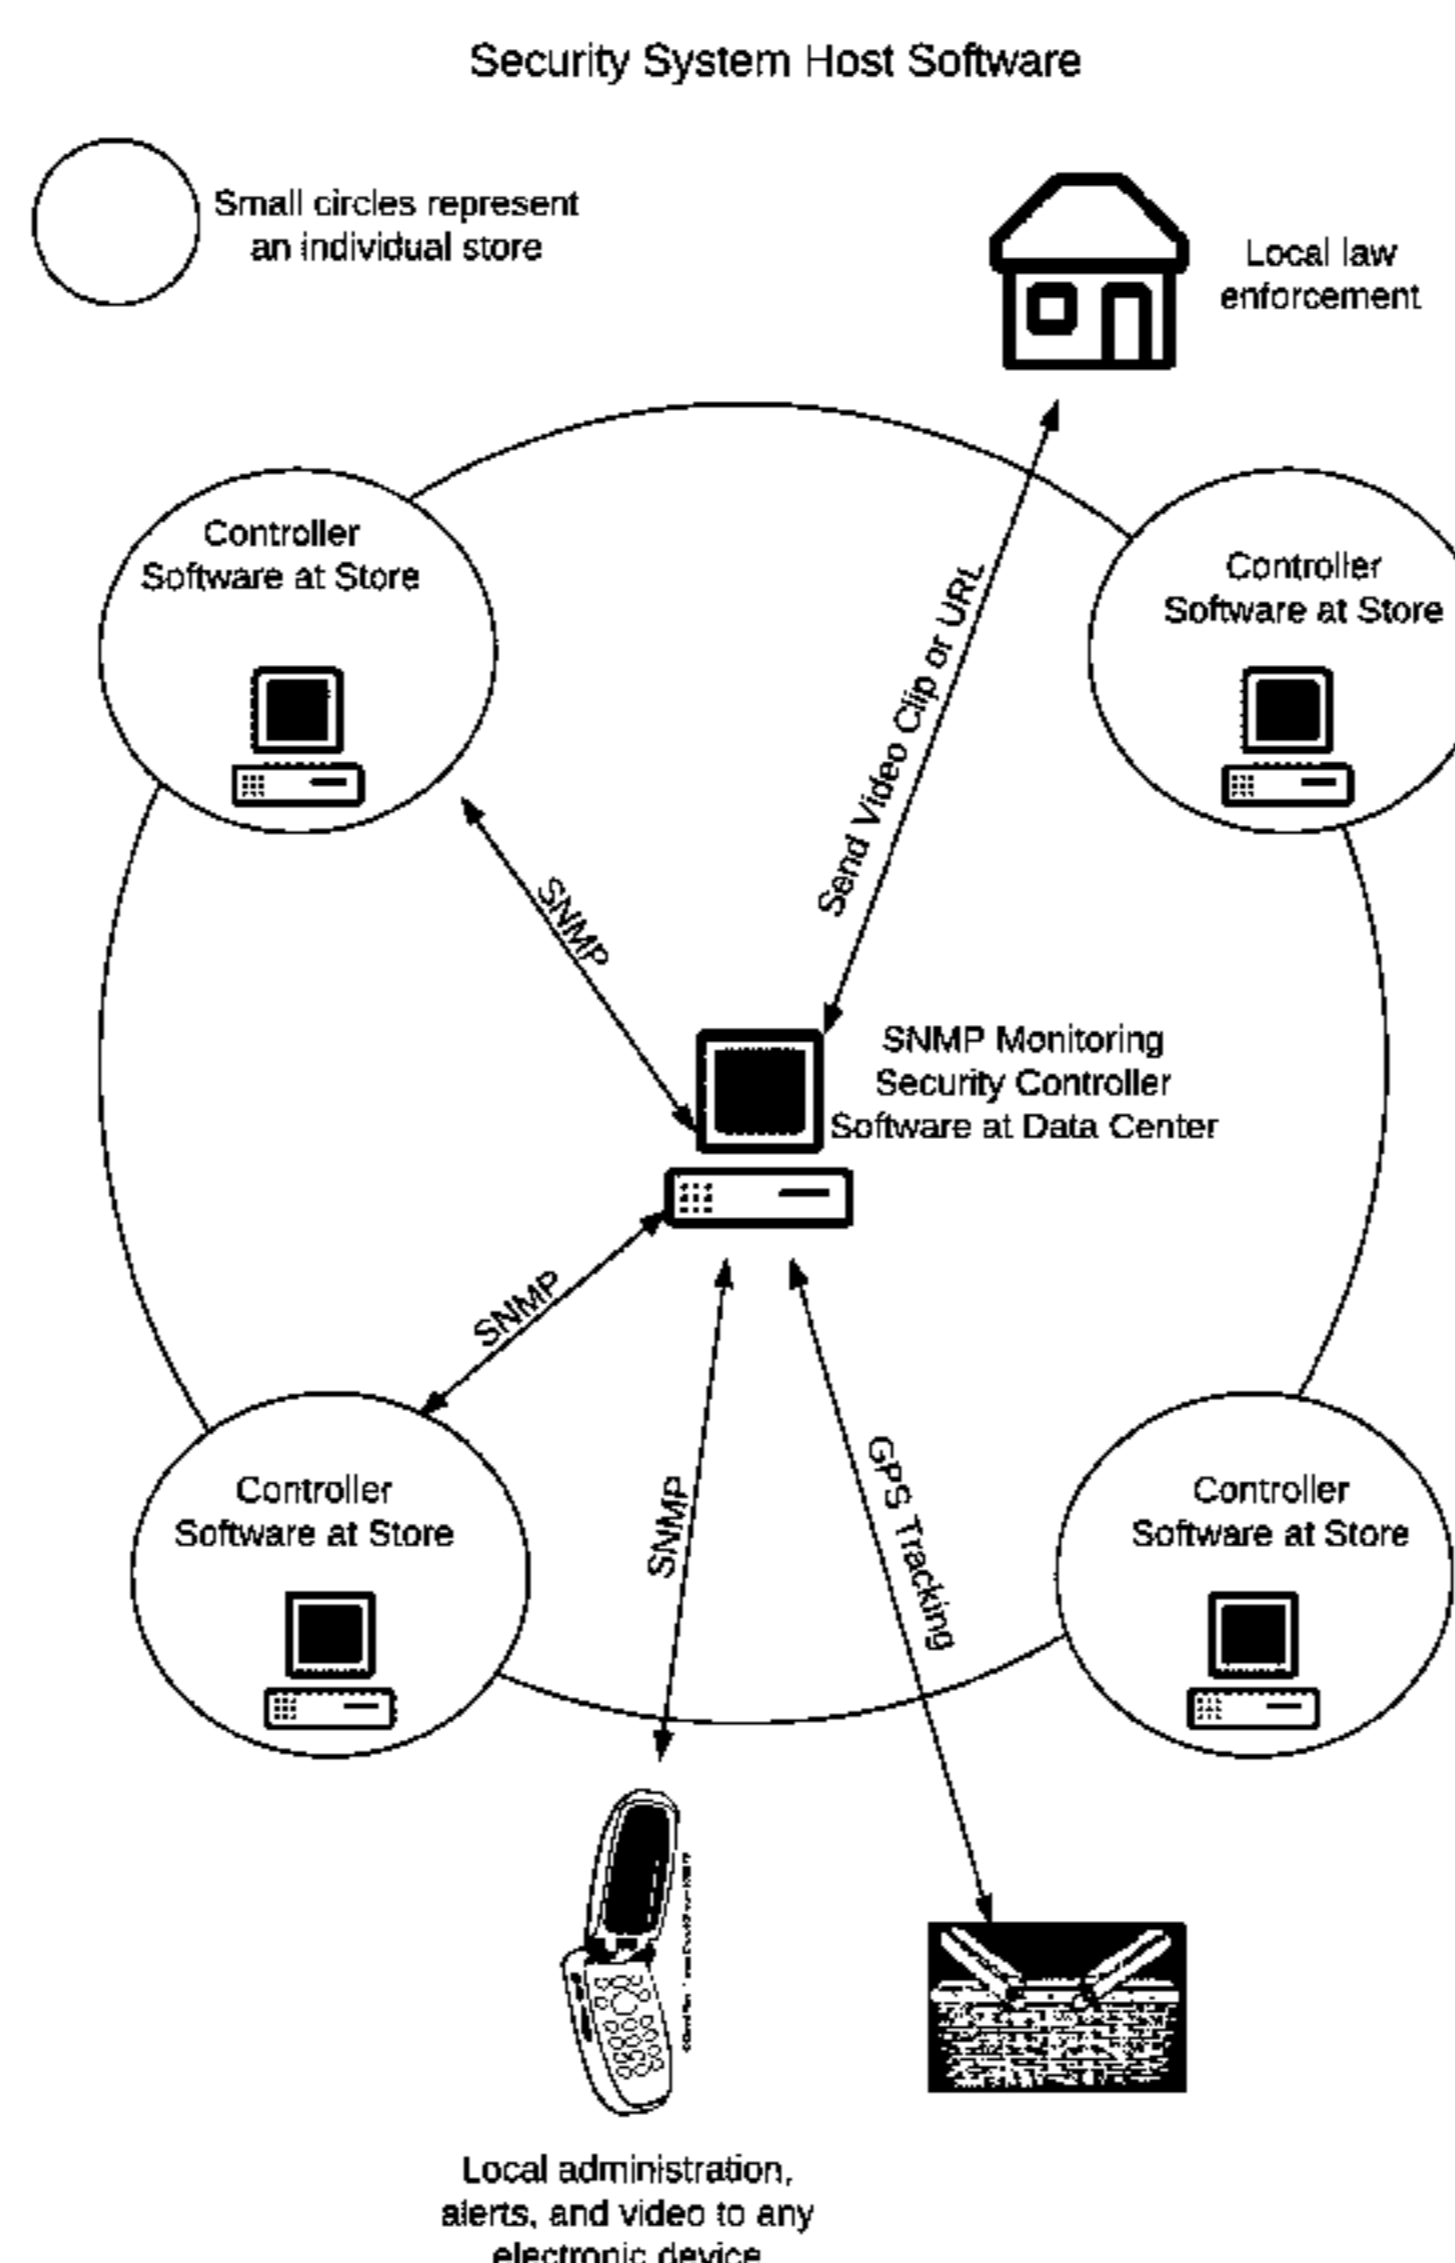 Security System Host Software
Small circles represent
an individual store
Local law
enforcement
Controller
Software at Store
Controller
Software at Store
Send Video Clip or URL
SNMP
SNMP Monitoring
Security Controller
Software at Data Center
SNMP
SNMP
GPS Tracking
Controller
Software at Store
Controller
Software at Store
Local administration,
alerts, and video to any
electronic device